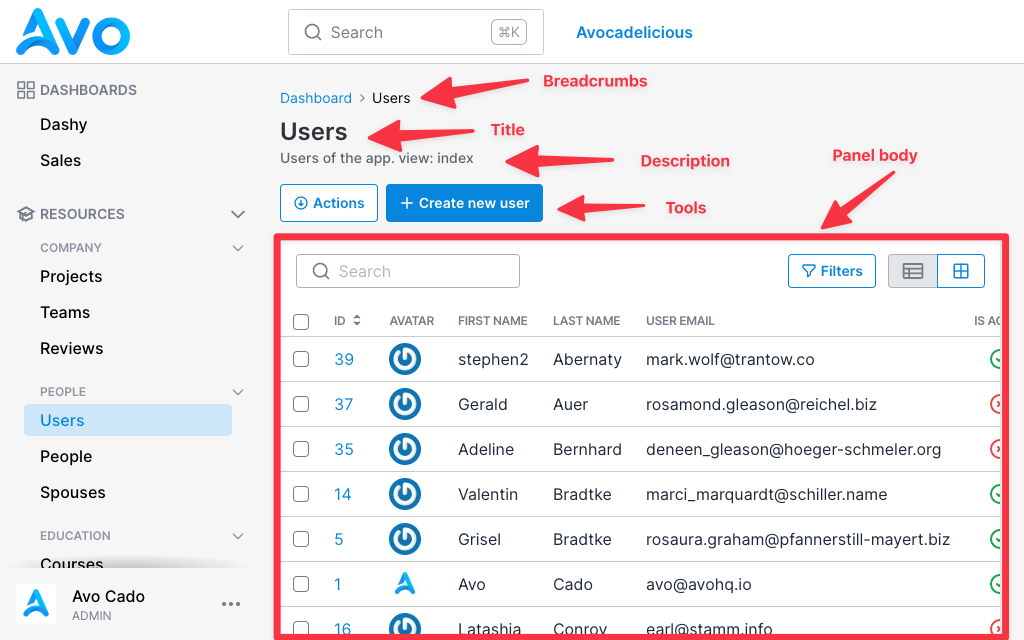 Avo
Search ⌘K
Avocadelicious
DASHBOARDS
Dashy
Sales
RESOURCES
COMPANY
Projects
Teams
Reviews
PEOPLE
Users
People
Spouses
EDUCATION
Courses
Avo Cado
ADMIN
Dashboard > Users
Breadcrumbs
Users
Title
Users of the app. view: index
Description
Actions
+ Create new user
Tools
Panel body
Search
Filters
ID AVATAR FIRST NAME LAST NAME USER EMAIL IS AC
39 stephen2 Abernaty mark.wolf@trantow.co
37 Gerald Auer rosamond.gleason@reichel.biz
35 Adeline Bernhard deneen_gleason@hoeger-schmeler.org
14 Valentin Bradtke marci_marquardt@schiller.name
5 Grisel Bradtke rosaura.graham@pfannerstill-mayert.biz
1 Avo Cado avo@avohq.io
16 Latashia Conroy earl@stamm.info